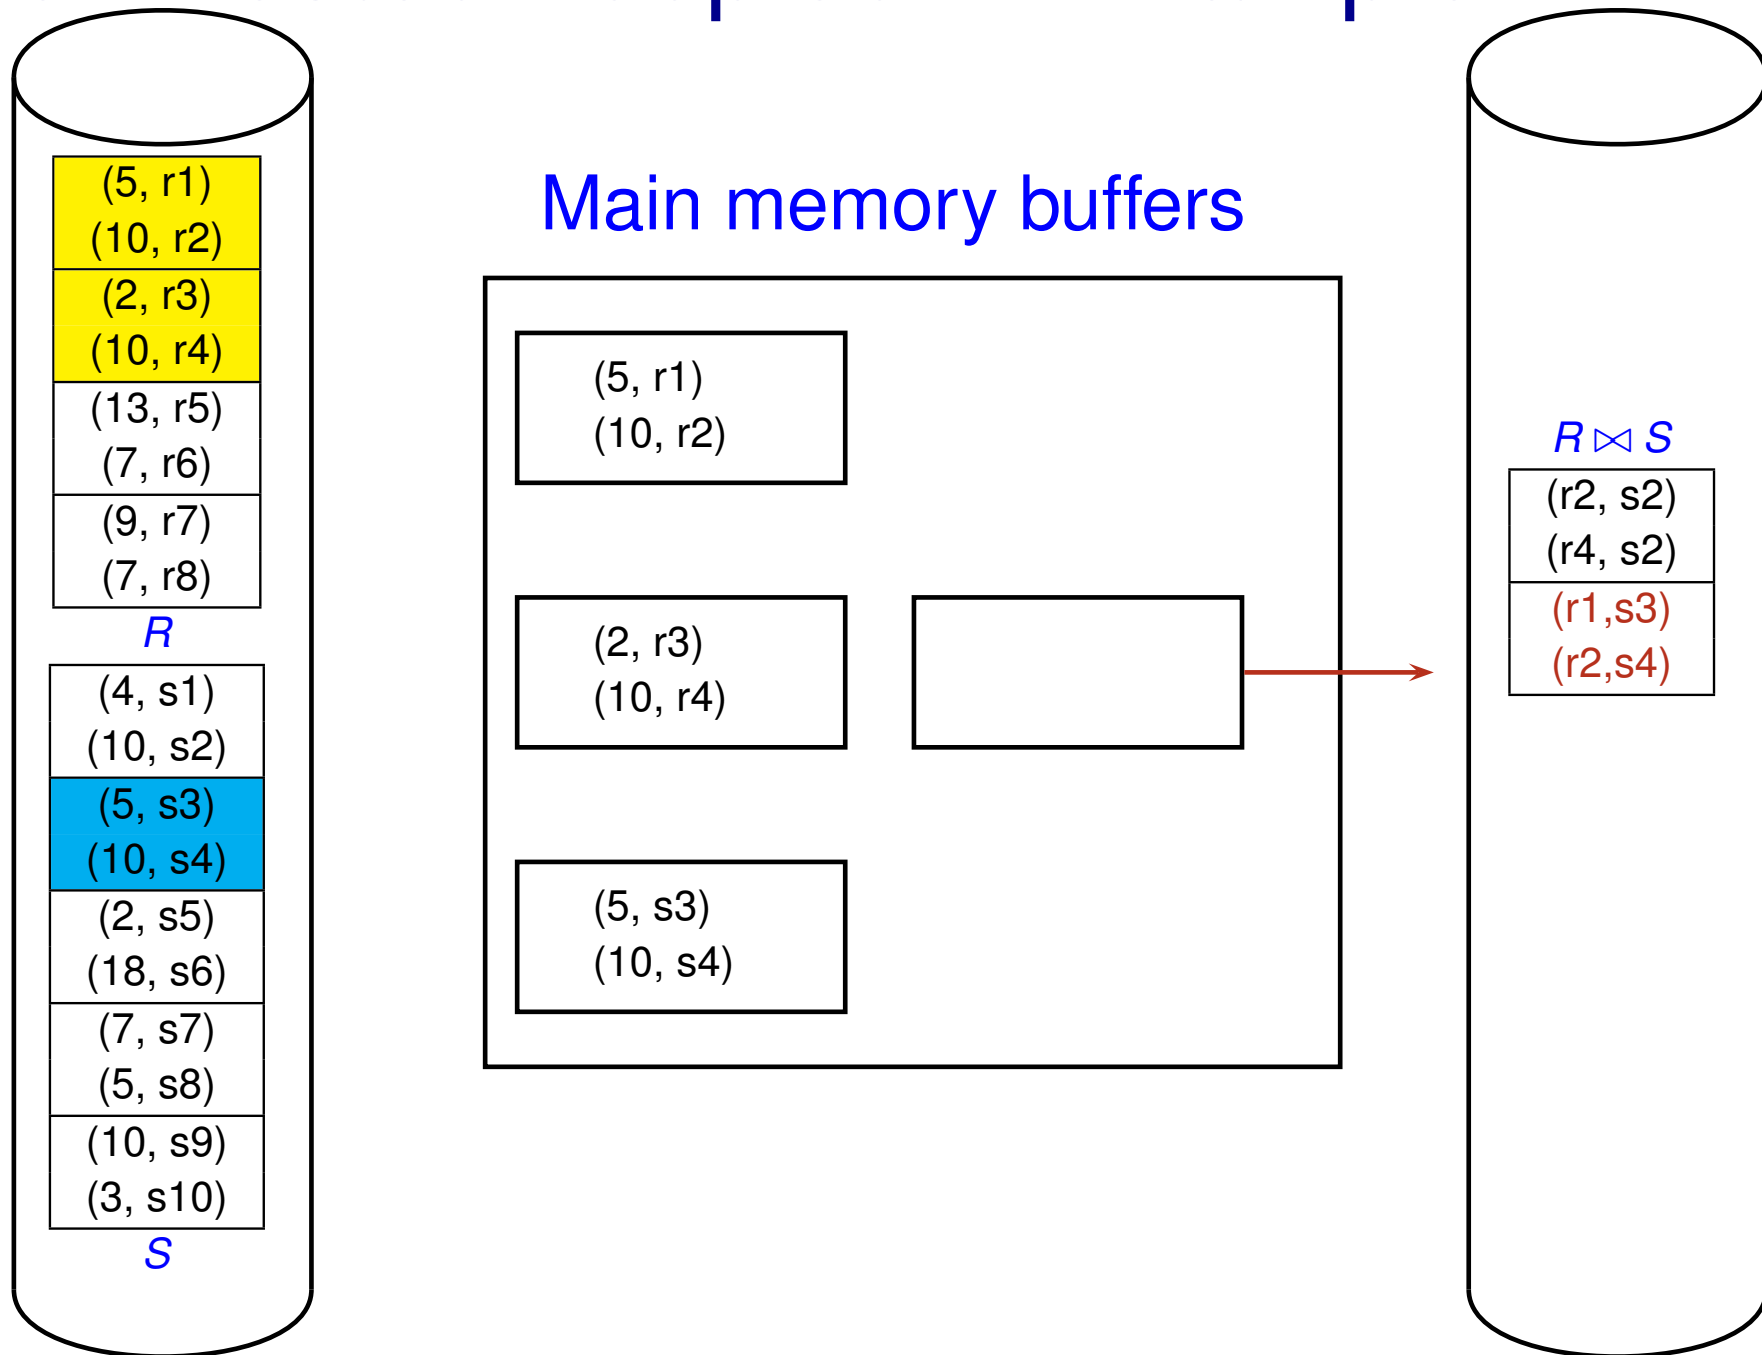 (5, r1)
(10, r2)
(2, r3)
(10, r4)
(13, r5)
(7, r6)
(9, r7)
(7, r8)
R
(4, s1)
(10, s2)
(5, s3)
(10, s4)
(2, s5)
(18, s6)
(7, s7)
(5, s8)
(10, s9)
(3, s10)
S
Main memory buffers
(5, r1)
(10, r2)
(2, r3)
(10, r4)
(5, s3)
(10, s4)
R ⋈ S
(r2, s2)
(r4, s2)
(r1,s3)
(r2,s4)